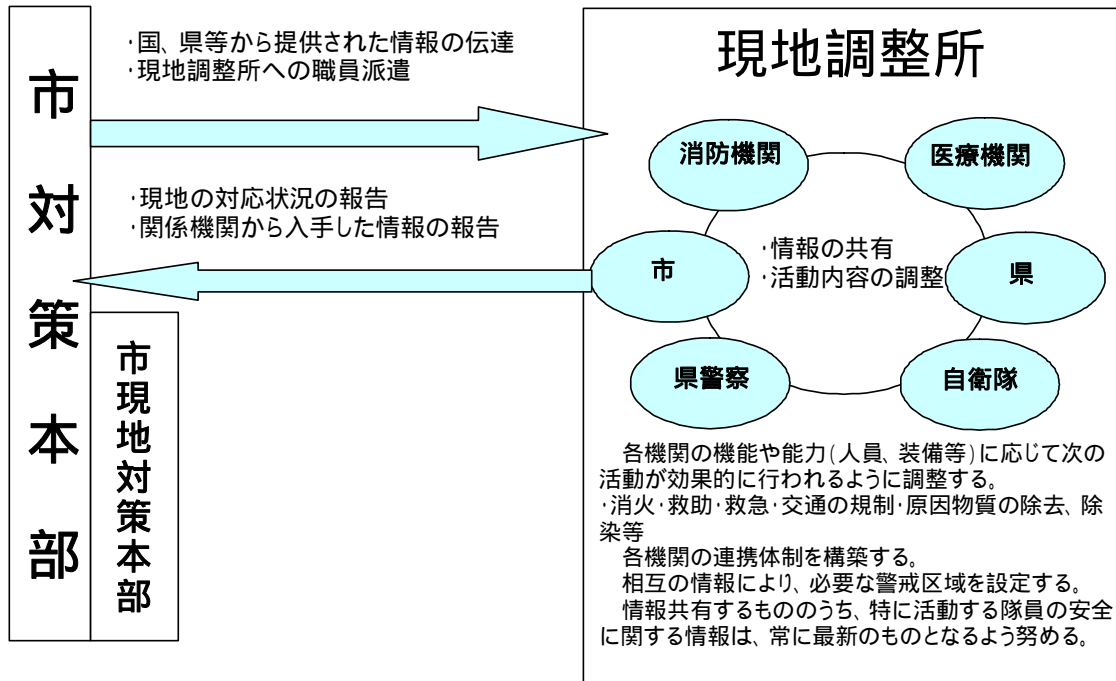 市対策本部
市現地対策本部
・国、県等から提供された情報の伝達
・現地調整所への職員派遣
・現地の対応状況の報告
・関係機関から入手した情報の報告
現地調整所
消防機関
医療機関
市
・情報の共有
・活動内容の調整
県
県警察
自衛隊
各機関の機能や能力(人員、装備等)に応じて次の
活動が効果的に行われるように調整する。
・消火・救助・救急・交通の規制・原因物質の除去、除
染等
各機関の連携体制を構築する。
相互の情報により、必要な警戒区域を設定する。
情報共有するもののうち、特に活動する隊員の安全
に関する情報は、常に最新のものとなるよう努める。